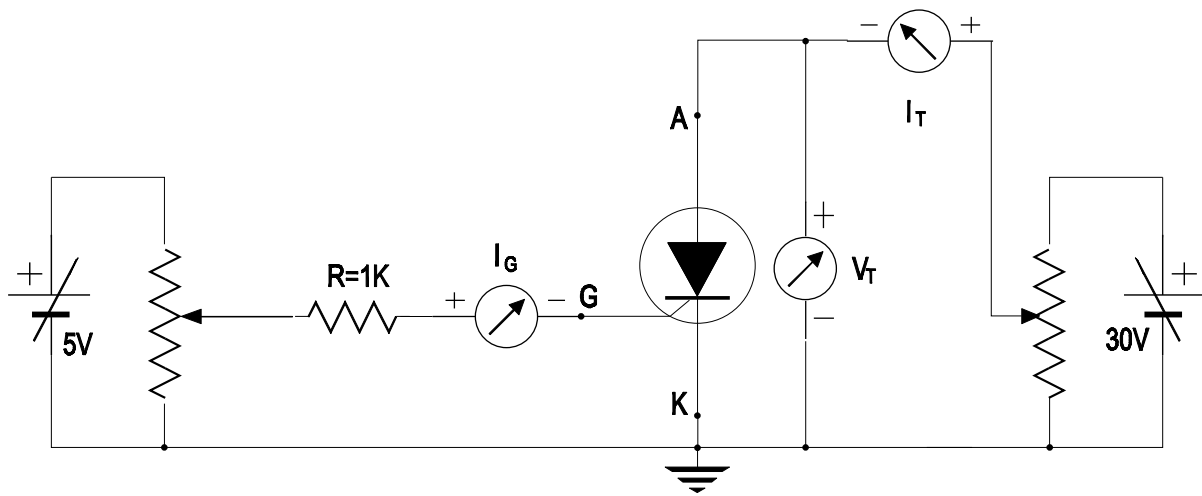 − +
I_T
A
+
5V
R=1K
+
I_G
−
G
+
V_T
−
K
+
30V